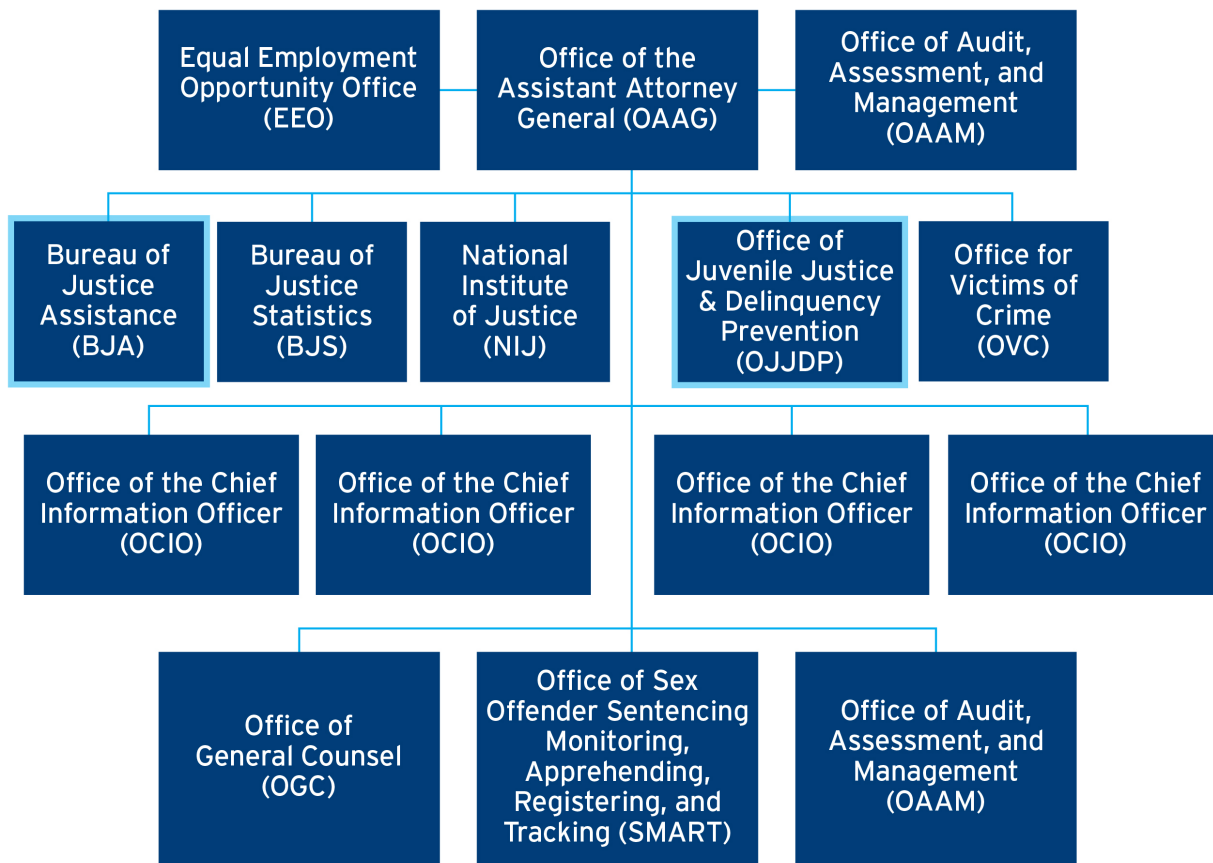 Equal Employment
Opportunity Office
(EEO)
Office of the
Assistant Attorney
General (OAAG)
Office of Audit,
Assessment, and
Management
(OAAM)
Bureau of
Justice
Assistance
(BJA)
Bureau of
Justice
Statistics
(BJS)
National
Institute
of Justice
(NIJ)
Office of
Juvenile Justice
& Delinquency
Prevention
(OJJDP)
Office for
Victims of
Crime
(OVC)
Office of the Chief
Information Officer
(OCIO)
Office of the Chief
Information Officer
(OCIO)
Office of the Chief
Information Officer
(OCIO)
Office of the Chief
Information Officer
(OCIO)
Office of
General Counsel
(OGC)
Office of Sex
Offender Sentencing
Monitoring,
Apprehending,
Registering, and
Tracking (SMART)
Office of Audit,
Assessment, and
Management
(OAAM)